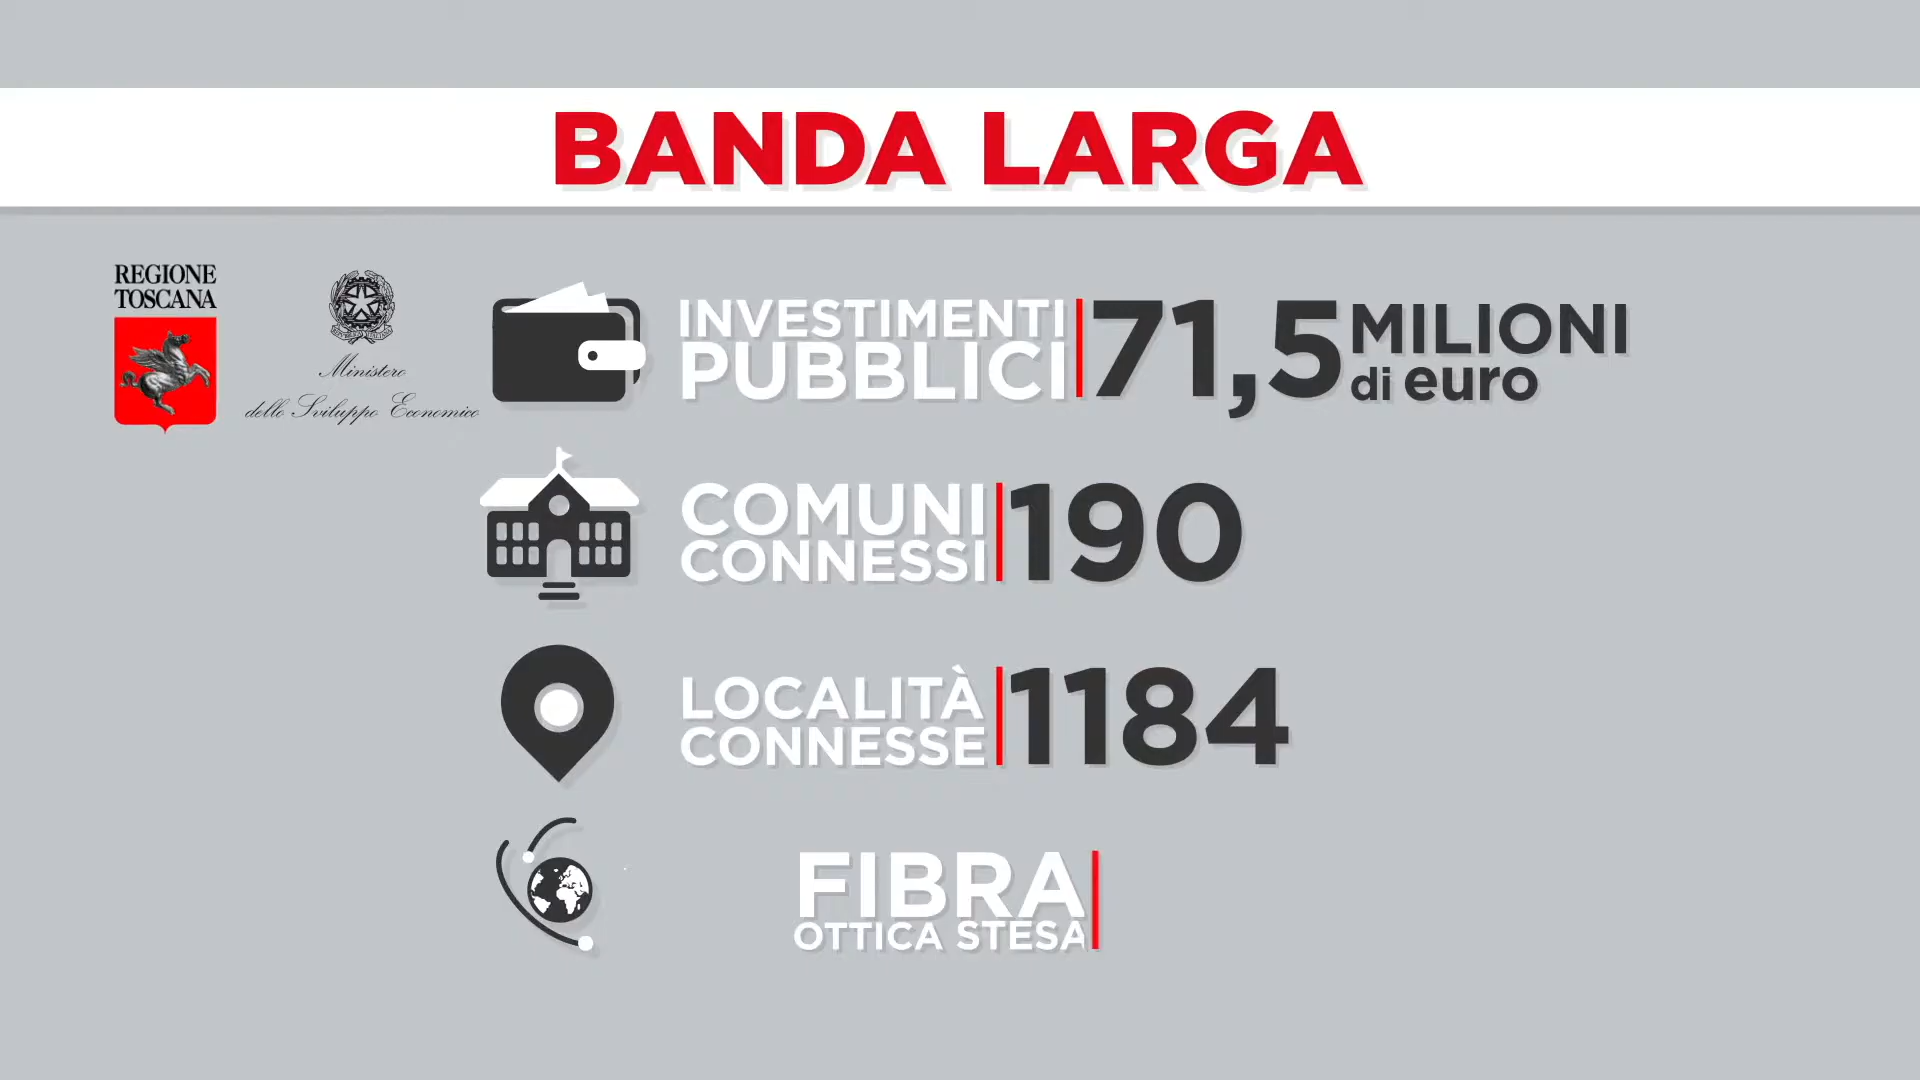 BANDA LARGA
REGIONE
TOSCANA
Ministero
dello Sviluppo Economico
INVESTIMENTI
PUBBLICI
71,5 MILIONI
di euro
COMUNI
CONNESSI
190
LOCALITÀ
CONNESSE
1184
FIBRA
OTTICA STESA